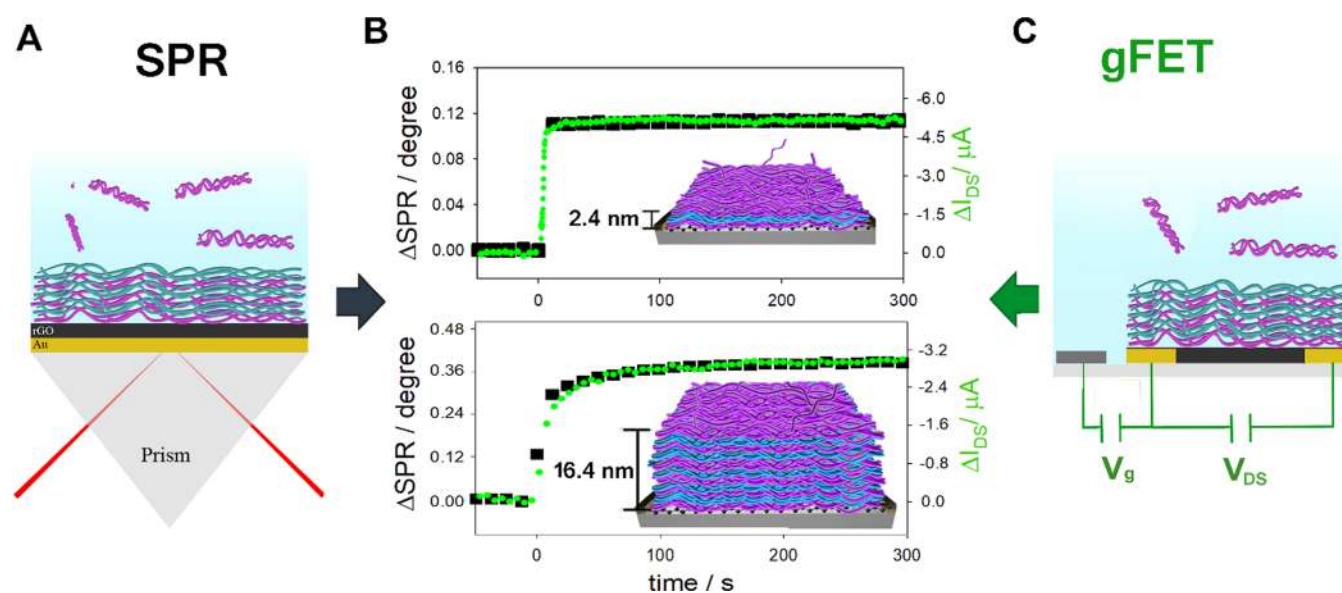 A
SPR
rGO
Au
Prism
B
0.16
0.12
0.08
0.04
0.00
ΔSPR / degree
-6.0
-4.5
-3.0
-1.5
0.0
ΔI_DS / μA
2.4 nm
0
100
200
300
0.48
0.36
0.24
0.12
0.00
ΔSPR / degree
-3.2
-2.4
-1.6
-0.8
0.0
ΔI_DS / μA
16.4 nm
0
100
200
300
time / s
C
gFET
V_g
V_DS